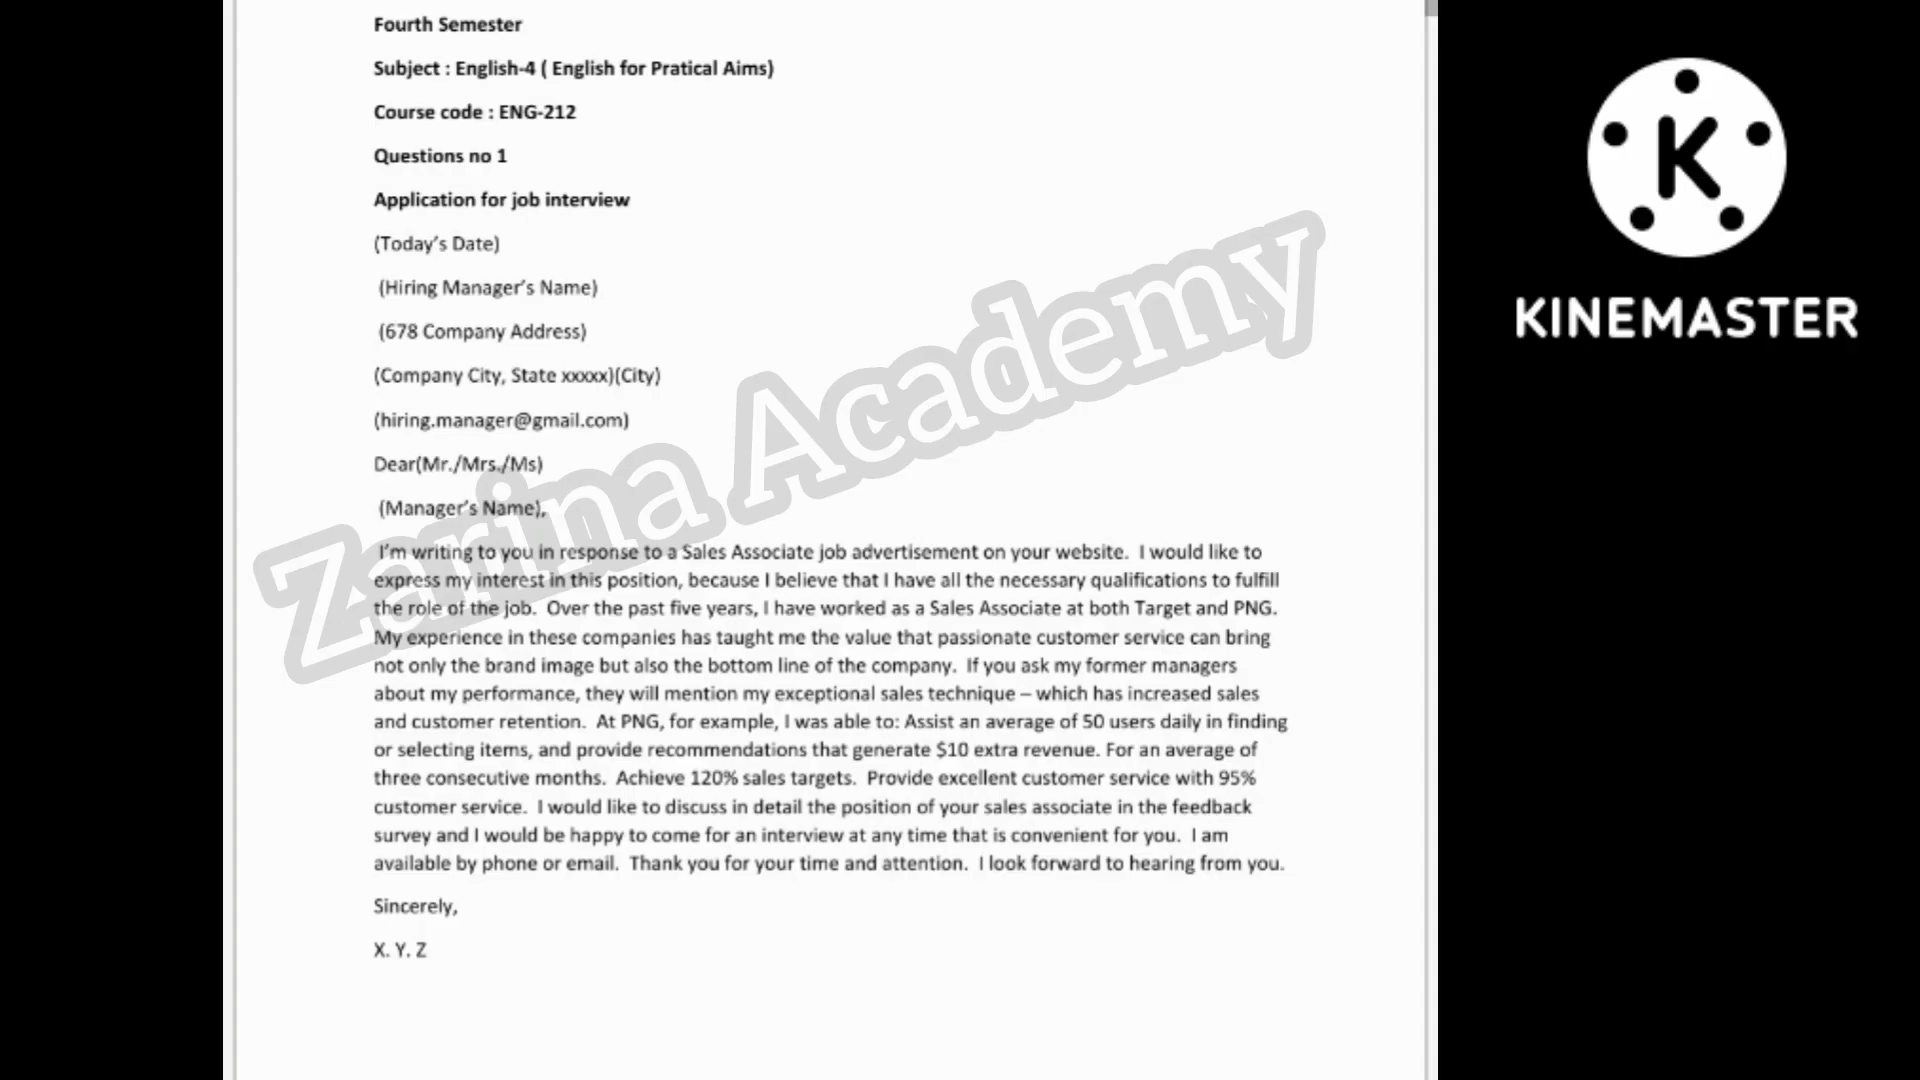 Fourth Semester
Subject : English-4 ( English for Pratical Aims)
Course code : ENG-212
Questions no 1
Application for job interview
(Today’s Date)
(Hiring Manager’s Name)
(678 Company Address)
(Company City, State xxxxx)(City)
(hiring.manager@gmail.com)
Dear(Mr./Mrs./Ms)
(Manager’s Name),
I’m writing to you in response to a Sales Associate job advertisement on your website. I would like to
express my interest in this position, because I believe that I have all the necessary qualifications to fulfill
the role of the job. Over the past five years, I have worked as a Sales Associate at both Target and PNG.
My experience in these companies has taught me the value that passionate customer service can bring
not only the brand image but also the bottom line of the company. If you ask my former managers
about my performance, they will mention my exceptional sales technique – which has increased sales
and customer retention. At PNG, for example, I was able to: Assist an average of 50 users daily in finding
or selecting items, and provide recommendations that generate $10 extra revenue. For an average of
three consecutive months. Achieve 120% sales targets. Provide excellent customer service with 95%
customer service. I would like to discuss in detail the position of your sales associate in the feedback
survey and I would be happy to come for an interview at any time that is convenient for you. I am
available by phone or email. Thank you for your time and attention. I look forward to hearing from you.
Sincerely,
X. Y. Z
Zarina Academy
K
KINEMASTER